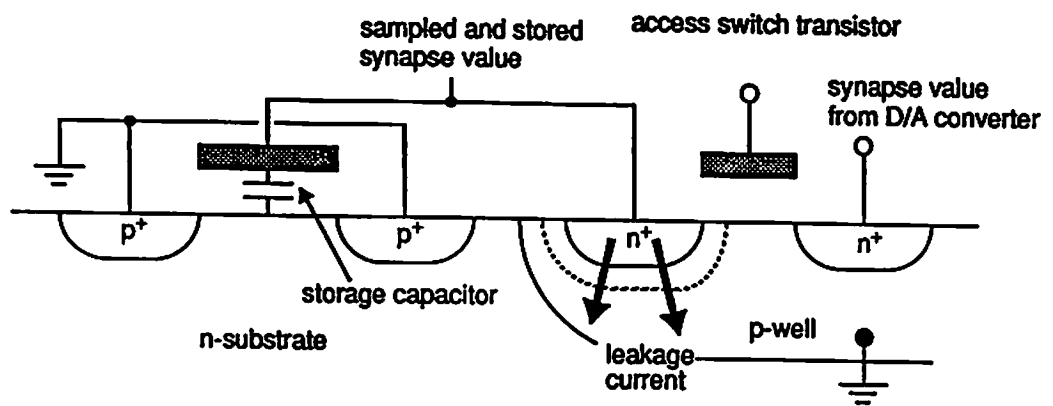 sampled and stored
synapse value
access switch transistor
synapse value
from D/A converter
p+
p+
n+
n+
storage capacitor
n-substrate
p-well
leakage
current